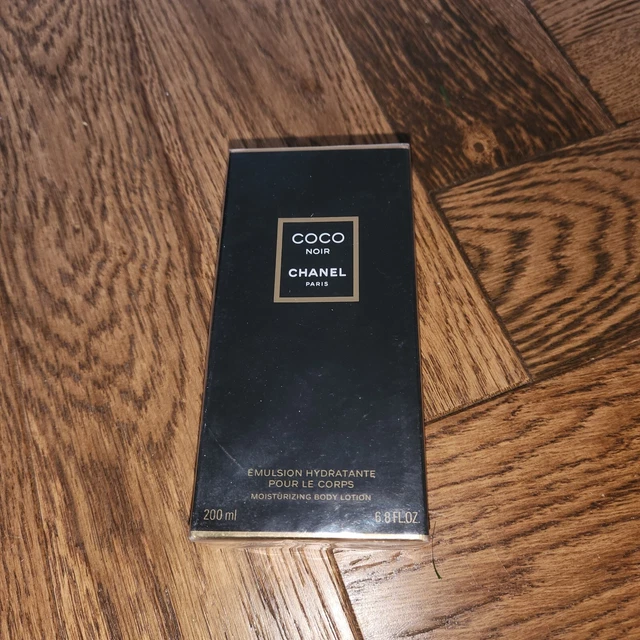 COCO
NOIR
CHANEL
PARIS
ÉMULSION HYDRATANTE
POUR LE CORPS
MOISTURIZING BODY LOTION
200 ml
6.8 FL.OZ